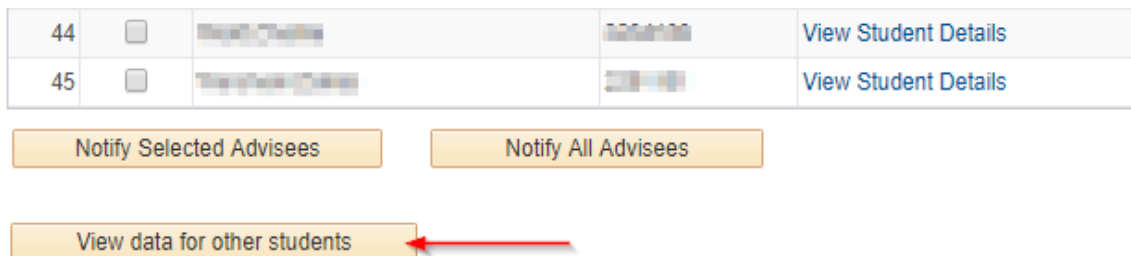 44 View Student Details
45 View Student Details
Notify Selected Advisees Notify All Advisees
View data for other students